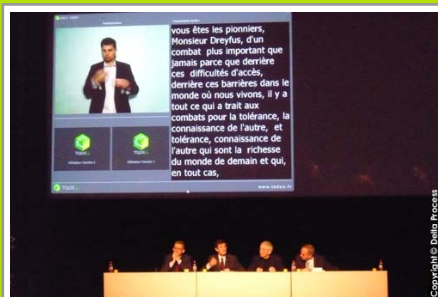 vous êtes les pionniers,
Monsieur Dreyfus, d'un
combat plus important que
jamais parce que derrière
ces difficultés d'accès,
derrière ces barrières dans le
monde où nous vivons, il y a
tout ce qui a trait aux
combats pour la tolérance, la
connaissance de l'autre, et
tolérance, connaissance de
l'autre qui sont la richesse
du monde de demain et qui,
en tout cas,
www.tadeo.fr
Copyright © Delta Process